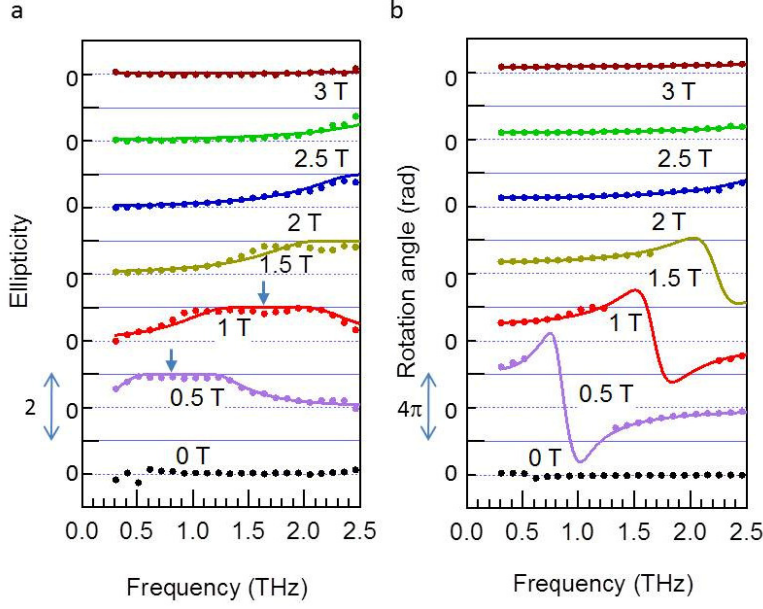 a
b
Ellipticity
Rotation angle (rad)
0
3 T
0
2.5 T
0
2 T
0
1.5 T
0
1 T
2
0
0.5 T
0
0 T
0.0 0.5 1.0 1.5 2.0 2.5
Frequency (THz)
0
3 T
0
2.5 T
0
2 T
0
1.5 T
0
1 T
4π
0
0.5 T
0
0 T
0.0 0.5 1.0 1.5 2.0 2.5
Frequency (THz)